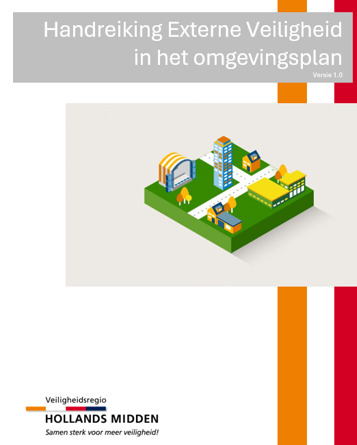 Handreiking Externe Veiligheid
in het omgevingsplan
Versie 1.0
Veiligheidsregio
HOLLANDS MIDDEN
Samen sterk voor meer veiligheid!